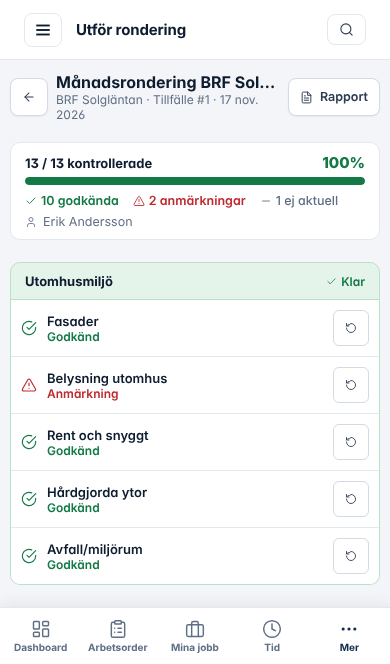 Utför rondering
Månadsrondering BRF Sol...
BRF Solgläntan · Tillfälle #1 · 17 nov.
2026
Rapport
13 / 13 kontrollerade
100%
10 godkända
2 anmärkningar
1 ej aktuell
Erik Andersson
Utomhusmiljö
Klar
Fasader
Godkänd
Belysning utomhus
Anmärkning
Rent och snyggt
Godkänd
Hårdgjorda ytor
Godkänd
Avfall/miljörum
Godkänd
Dashboard
Arbetsorder
Mina jobb
Tid
Mer